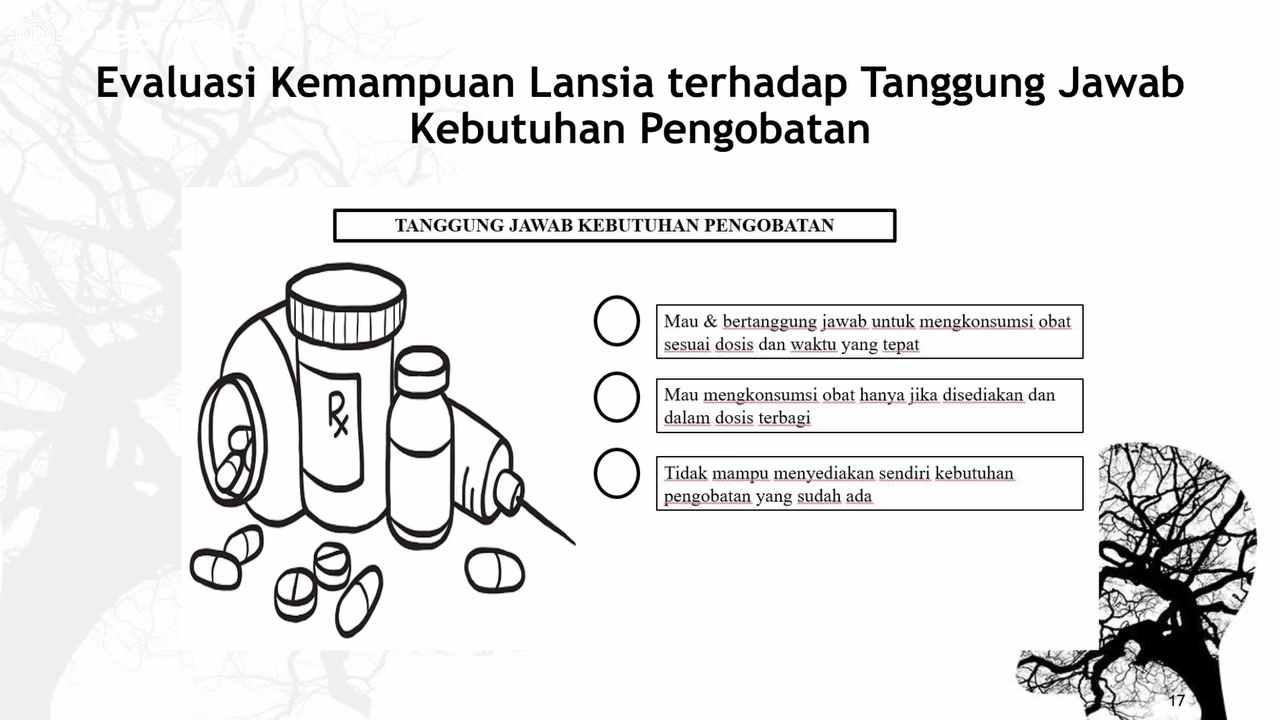 Evaluasi Kemampuan Lansia terhadap Tanggung Jawab
Kebutuhan Pengobatan
TANGGUNG JAWAB KEBUTUHAN PENGOBATAN
Rx
Mau & bertanggung jawab untuk mengkonsumsi obat
sesuai dosis dan waktu yang tepat
Mau mengkonsumsi obat hanya jika disediakan dan
dalam dosis terbagi
Tidak mampu menyediakan sendiri kebutuhan
pengobatan yang sudah ada
17